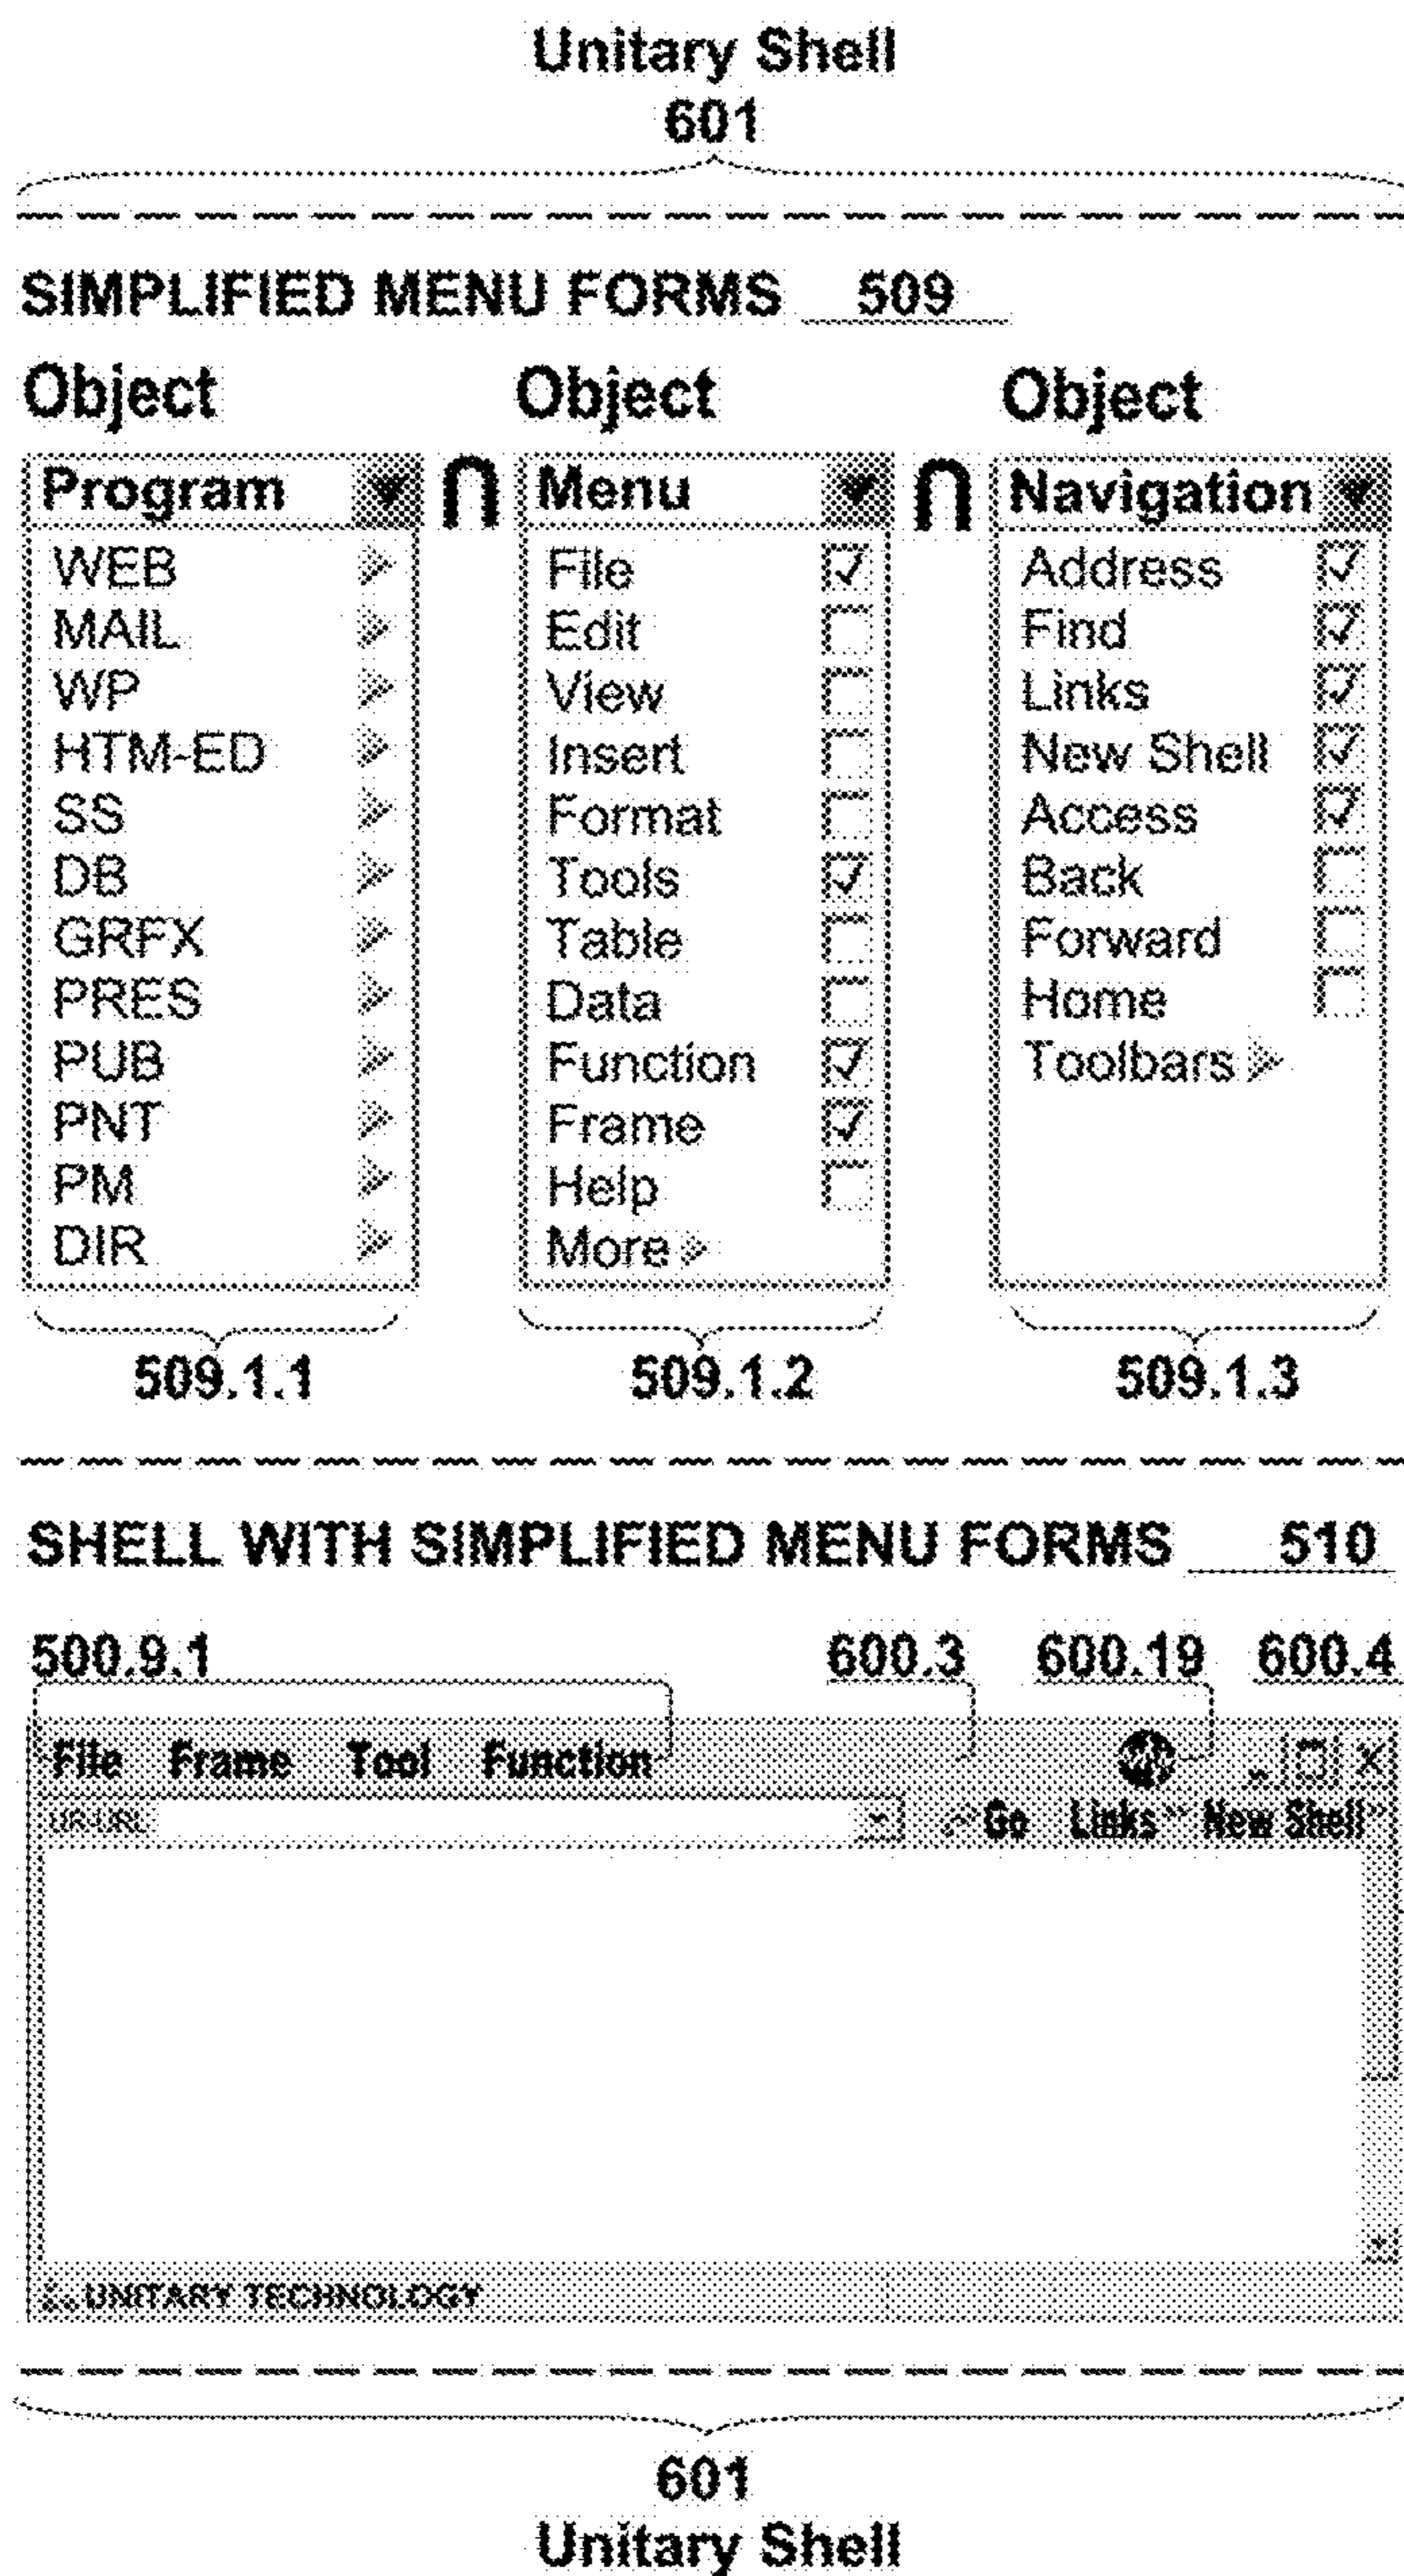 Unitary Shell
601
SIMPLIFIED MENU FORMS 509
Object Object Object
Program ∩ Menu ∩ Navigation
WEB File Address
MAIL Edit Find
WP View Links
HTM-ED Insert New Shell
SS Format Access
DB Tools Back
GRFX Table Forward
PRES Data Home
PUB Function Toolbars
PNT Frame
PM Help
DIR More
509.1.1 509.1.2 509.1.3
SHELL WITH SIMPLIFIED MENU FORMS 510
500.9.1 600.3 600.19 600.4
File Frame Tool Function
Go Links New Shell
UNITARY TECHNOLOGY
601
Unitary Shell